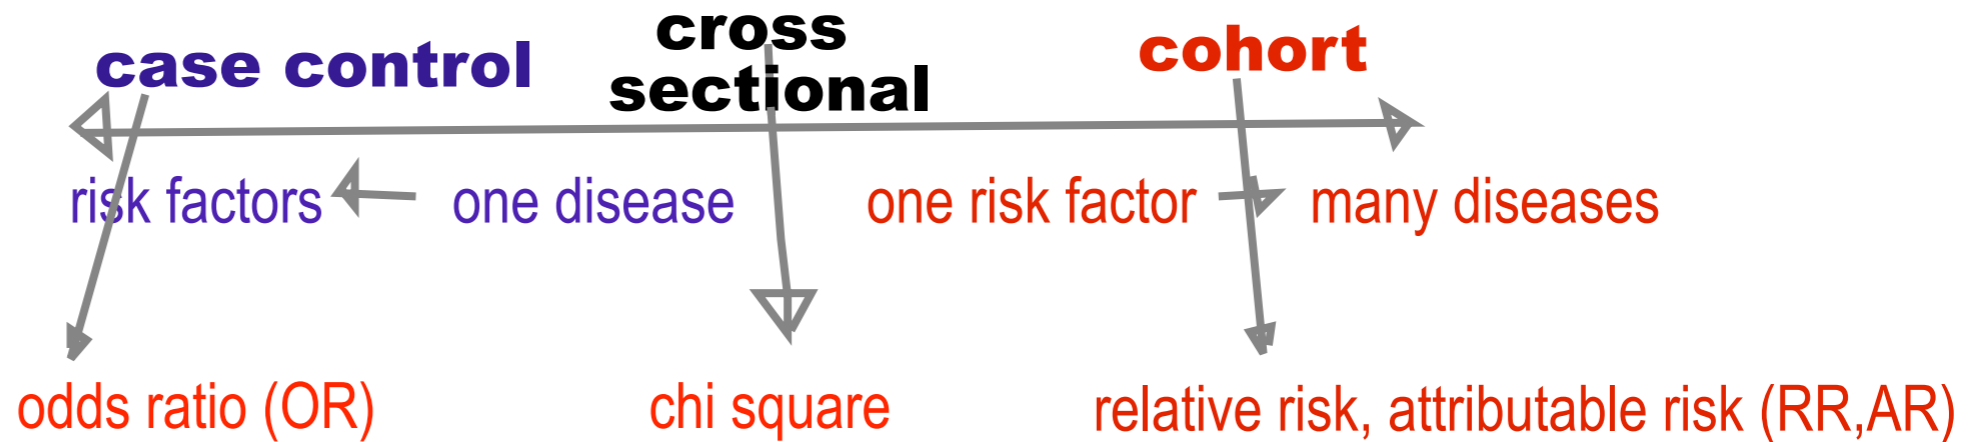 case control
cross
sectional
cohort
risk factors
one disease
one risk factor
many diseases
odds ratio (OR)
chi square
relative risk, attributable risk (RR,AR)